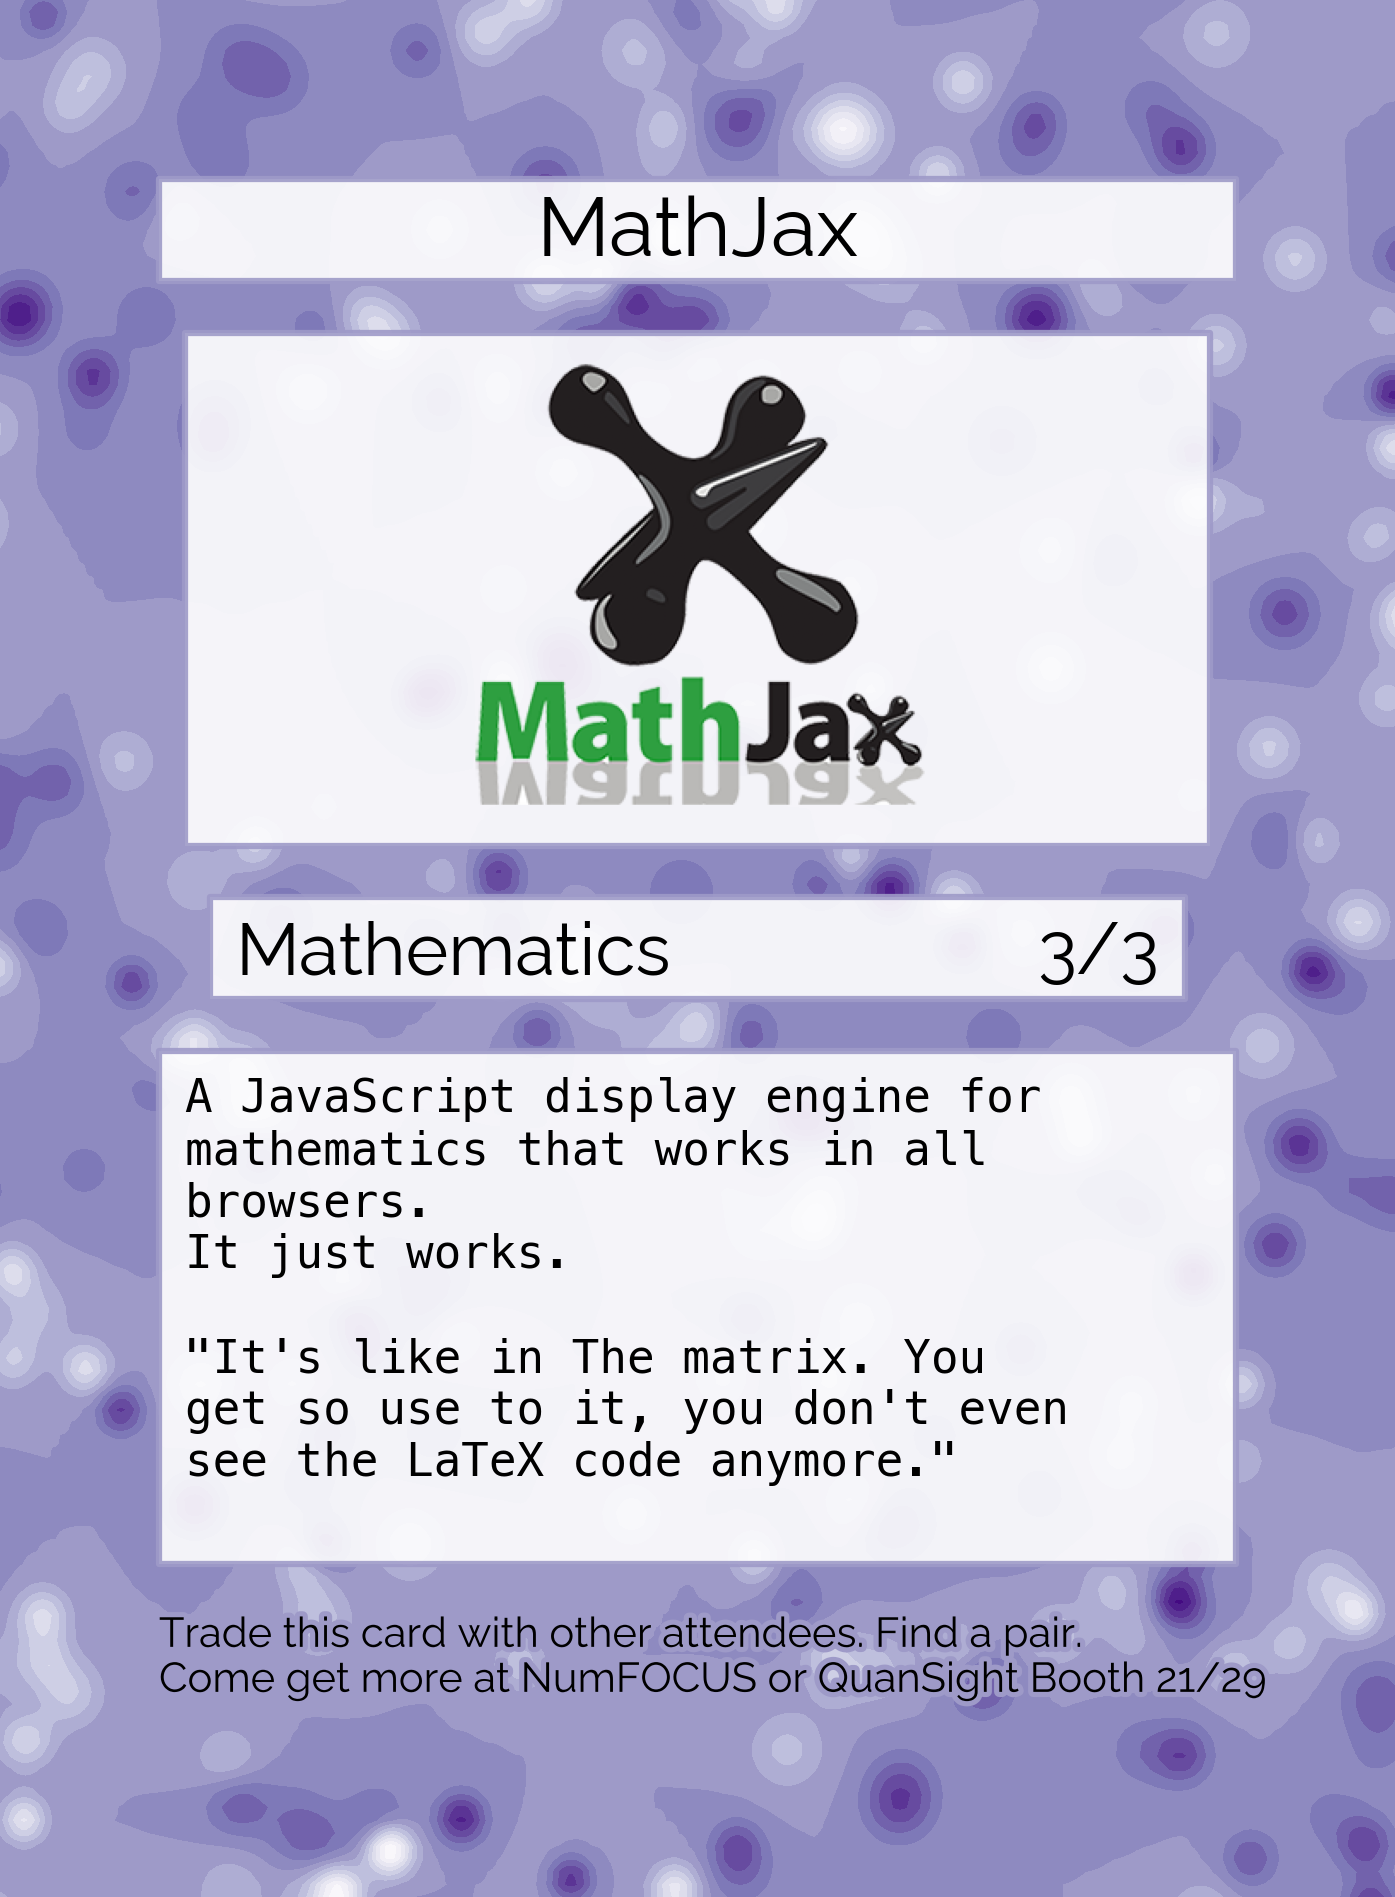 MathJax
MathJax
Mathematics 3/3
A JavaScript display engine for
mathematics that works in all
browsers.
It just works.
"It's like in The matrix. You
get so use to it, you don't even
see the LaTeX code anymore."
Trade this card with other attendees. Find a pair.
Come get more at NumFOCUS or QuanSight Booth 21/29